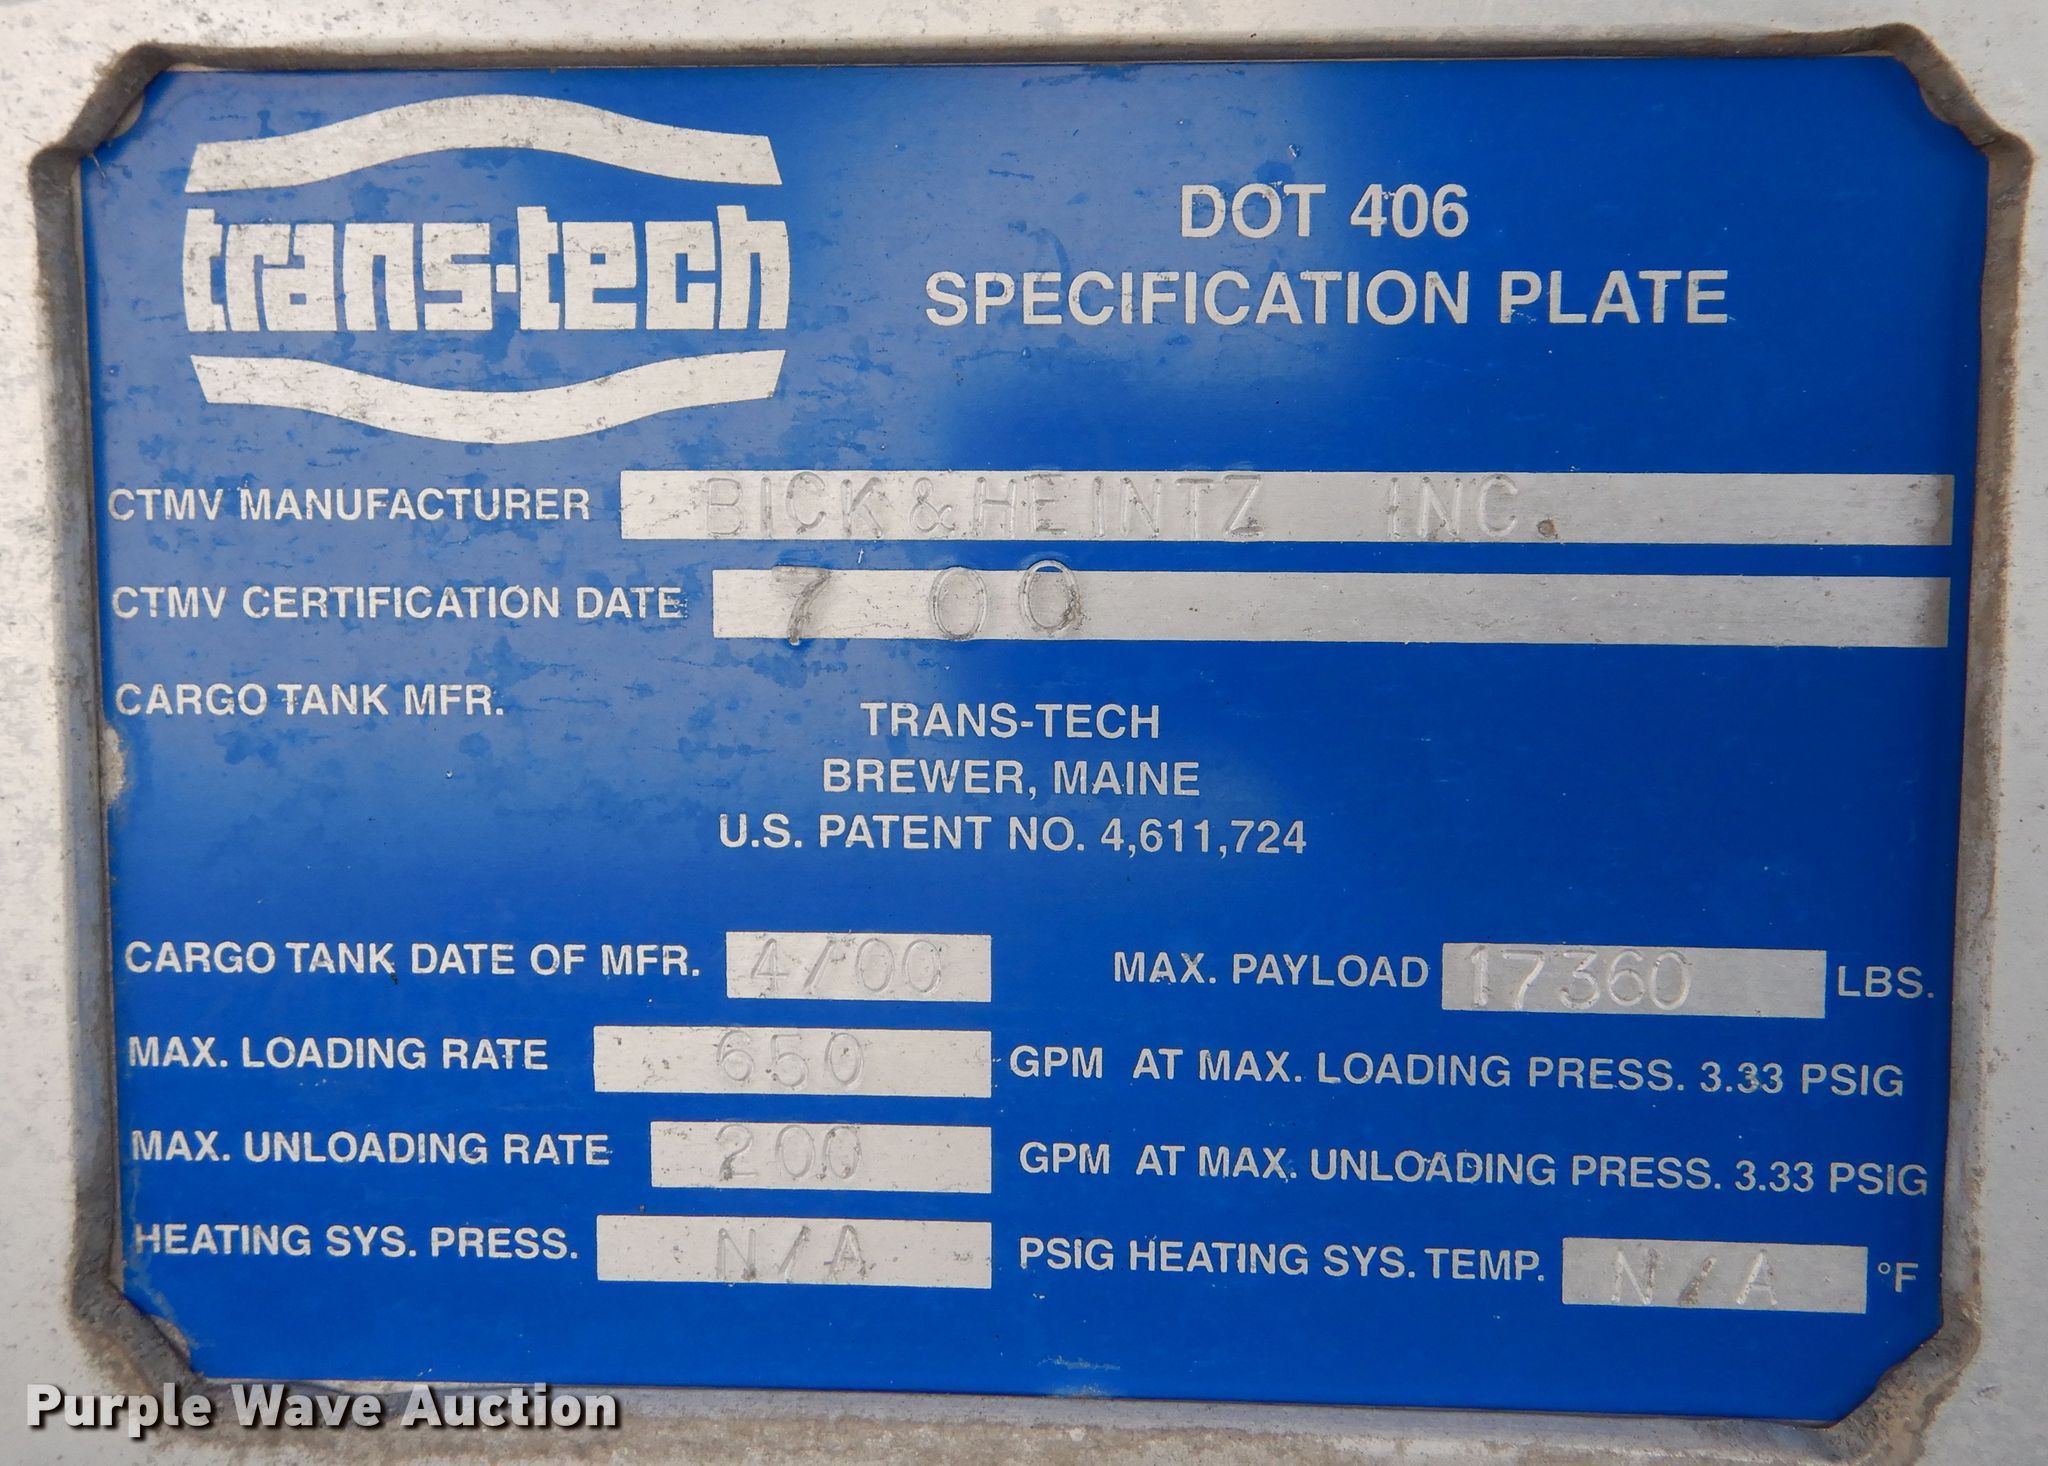 trans-tech
DOT 406
SPECIFICATION PLATE
CTMV MANUFACTURER BICK & HEINTZ INC.
CTMV CERTIFICATION DATE 7 00
CARGO TANK MFR.
TRANS-TECH
BREWER, MAINE
U.S. PATENT NO. 4,611,724
CARGO TANK DATE OF MFR. 4/00 MAX. PAYLOAD 17360 LBS.
MAX. LOADING RATE 650 GPM AT MAX. LOADING PRESS. 3.33 PSIG
MAX. UNLOADING RATE 200 GPM AT MAX. UNLOADING PRESS. 3.33 PSIG
HEATING SYS. PRESS. N/A PSIG HEATING SYS. TEMP. N/A °F
Purple Wave Auction